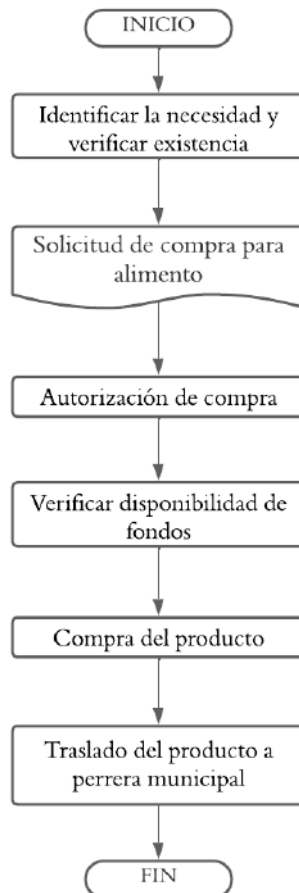 INICIO
Identificar la necesidad y
verificar existencia
Solicitud de compra para
alimento
Autorización de compra
Verificar disponibilidad de
fondos
Compra del producto
Traslado del producto a
perrera municipal
FIN